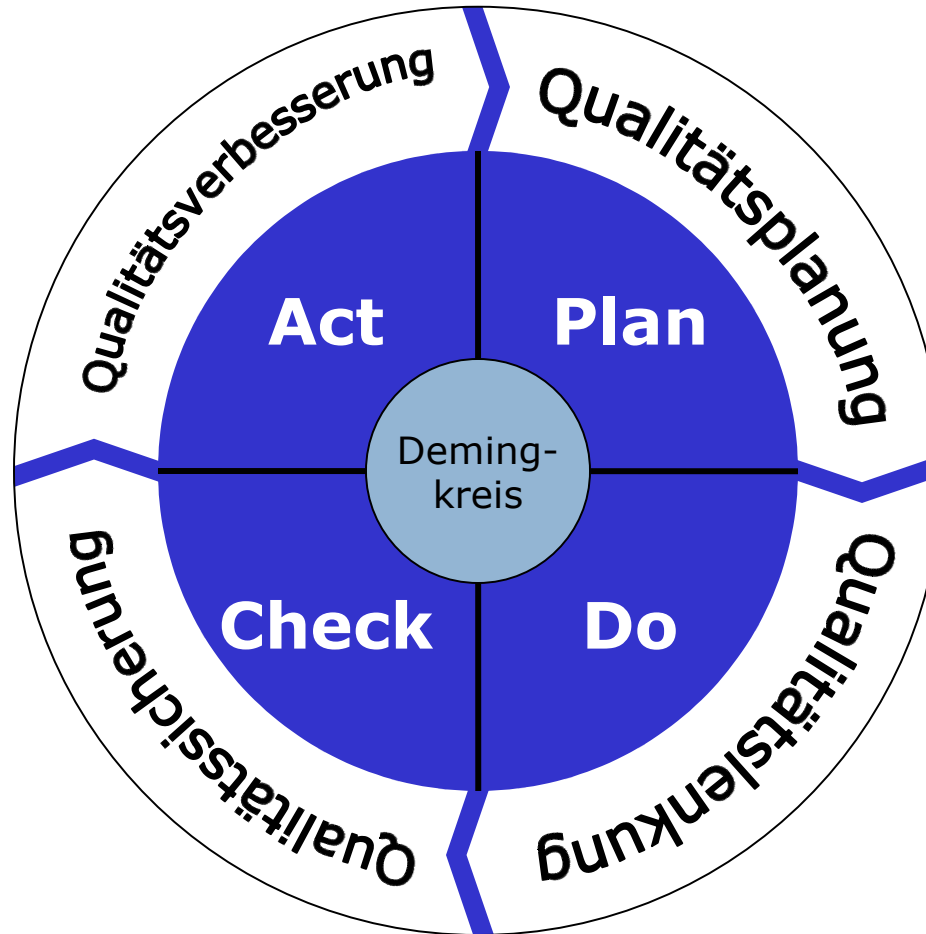 Qualitätsverbesserung
Qualitätsplanung
Act
Plan
Deming-
kreis
Check
Do
Qualitätssicherung
Qualitätslenkung